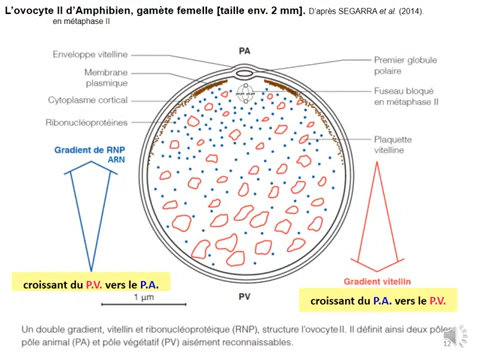 L'ovocyte II d'Amphibien, gamète femelle [taille env. 2 mm]. D'après SEGARRA et al. (2014).
en métaphase II
PA
Enveloppe vitelline
Membrane
plasmique
Cytoplasme cortical
Ribonucléoprotéines
Premier globule
polaire
Fuseau bloqué
en métaphase II
Plaquette
vitelline
Gradient de RNP
ARN
croissant du P.V. vers le P.A.
1 µm
PV
Gradient vitellin
croissant du P.A. vers le P.V.
Un double gradient, vitellin et ribonucléoprotéique (RNP), structure l'ovocyte II. Il définit ainsi deux pôles
pôle animal (PA) et pôle végétatif (PV) aisément reconnaissables.
12